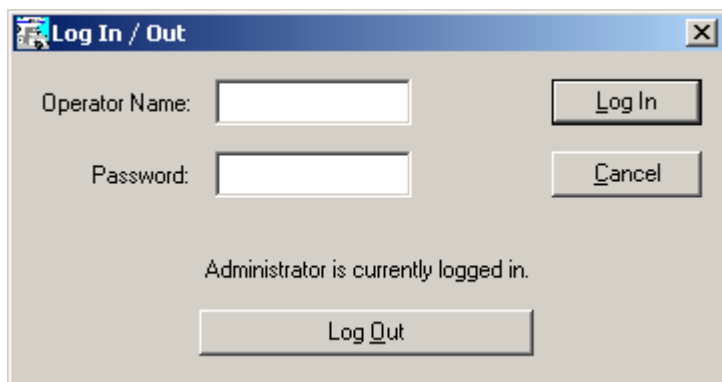 Log In / Out
Operator Name:
Log In
Password:
Cancel
Administrator is currently logged in.
Log Out